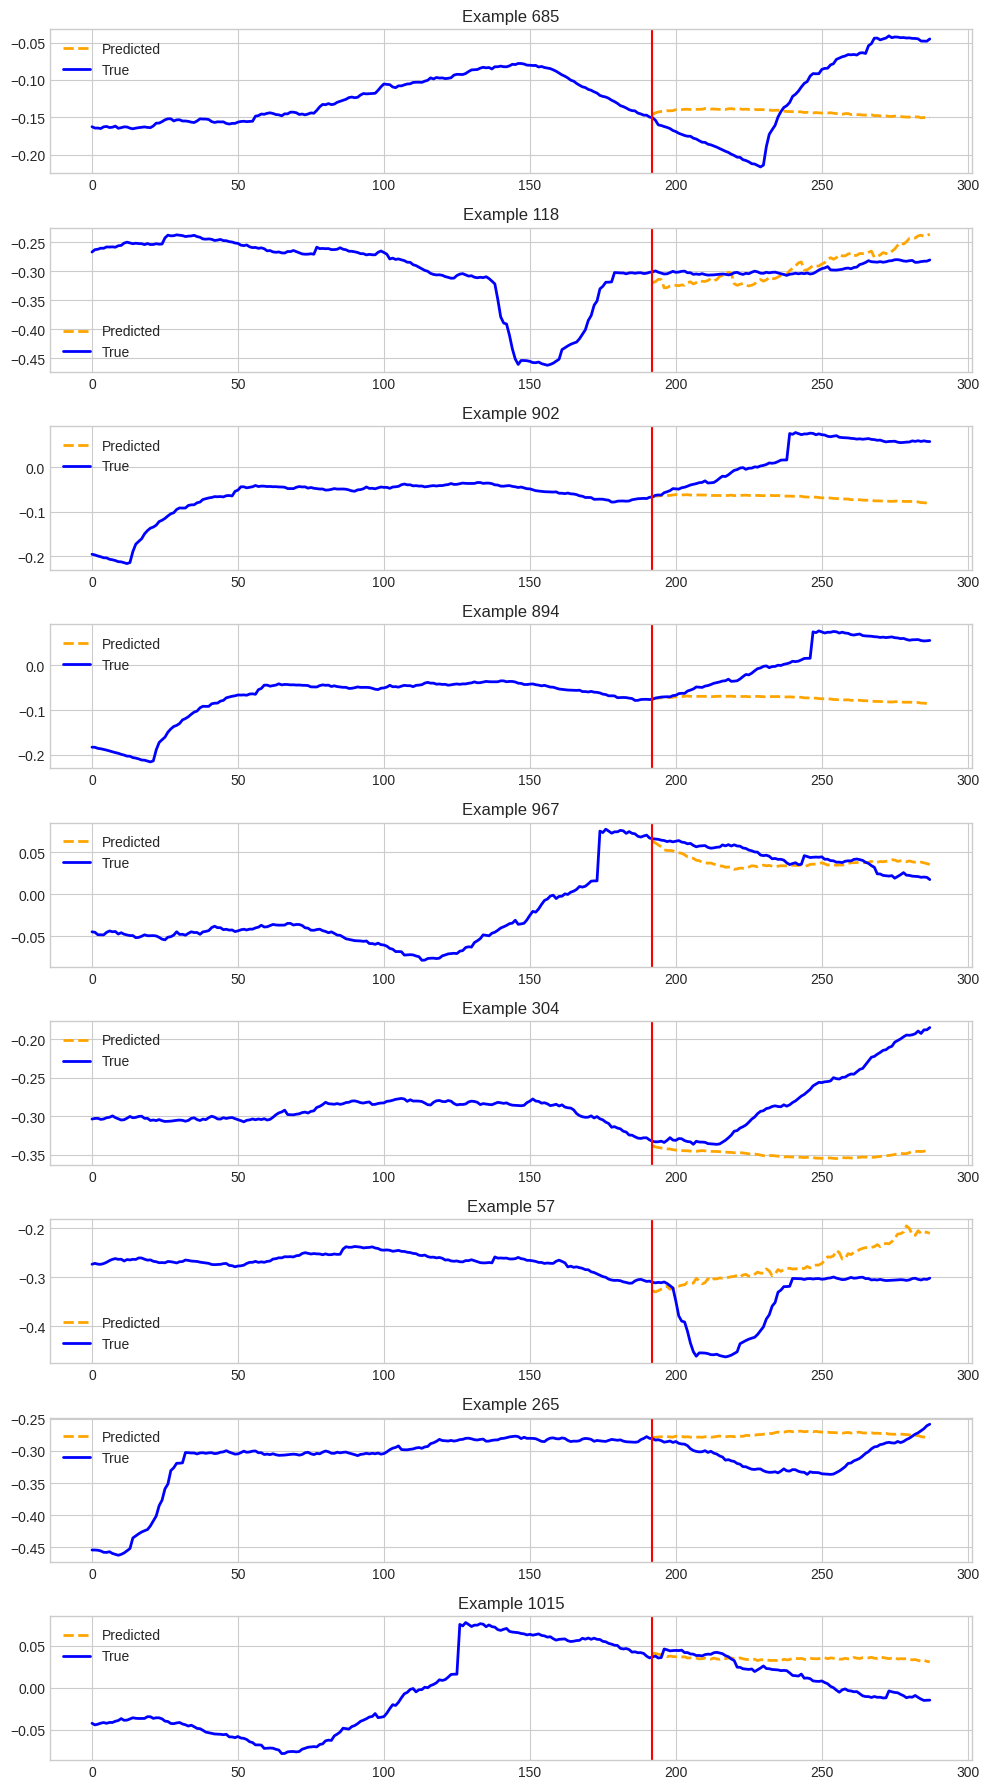 Example 685
−0.05
−0.10
−0.15
−0.20
Predicted
True
0 50 100 150 200 250 300
Example 118
−0.25
−0.30
−0.35
−0.40
−0.45
Predicted
True
0 50 100 150 200 250 300
Example 902
0.0
−0.1
−0.2
Predicted
True
0 50 100 150 200 250 300
Example 894
0.0
−0.1
−0.2
Predicted
True
0 50 100 150 200 250 300
Example 967
0.05
0.00
−0.05
Predicted
True
0 50 100 150 200 250 300
Example 304
−0.20
−0.25
−0.30
−0.35
Predicted
True
0 50 100 150 200 250 300
Example 57
−0.2
−0.3
−0.4
Predicted
True
0 50 100 150 200 250 300
Example 265
−0.25
−0.30
−0.35
−0.40
−0.45
Predicted
True
0 50 100 150 200 250 300
Example 1015
0.05
0.00
−0.05
Predicted
True
0 50 100 150 200 250 300